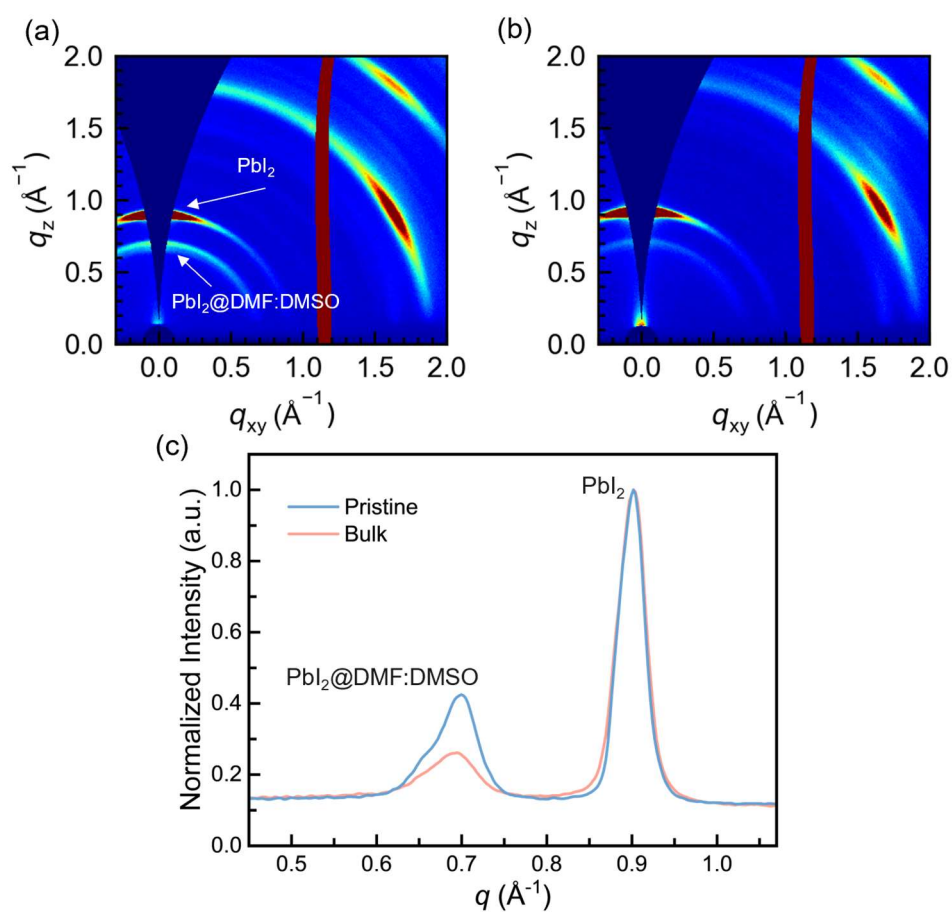 (a)
2.0
1.5
1.0
0.5
0.0
q_z (Å⁻¹)
PbI₂
PbI₂@DMF:DMSO
0.0 0.5 1.0 1.5 2.0
q_xy (Å⁻¹)
(b)
2.0
1.5
1.0
0.5
0.0
q_z (Å⁻¹)
0.0 0.5 1.0 1.5 2.0
q_xy (Å⁻¹)
(c)
1.0
0.8
0.6
0.4
0.2
0.0
Normalized Intensity (a.u.)
Pristine
Bulk
PbI₂
PbI₂@DMF:DMSO
0.5 0.6 0.7 0.8 0.9 1.0
q (Å⁻¹)